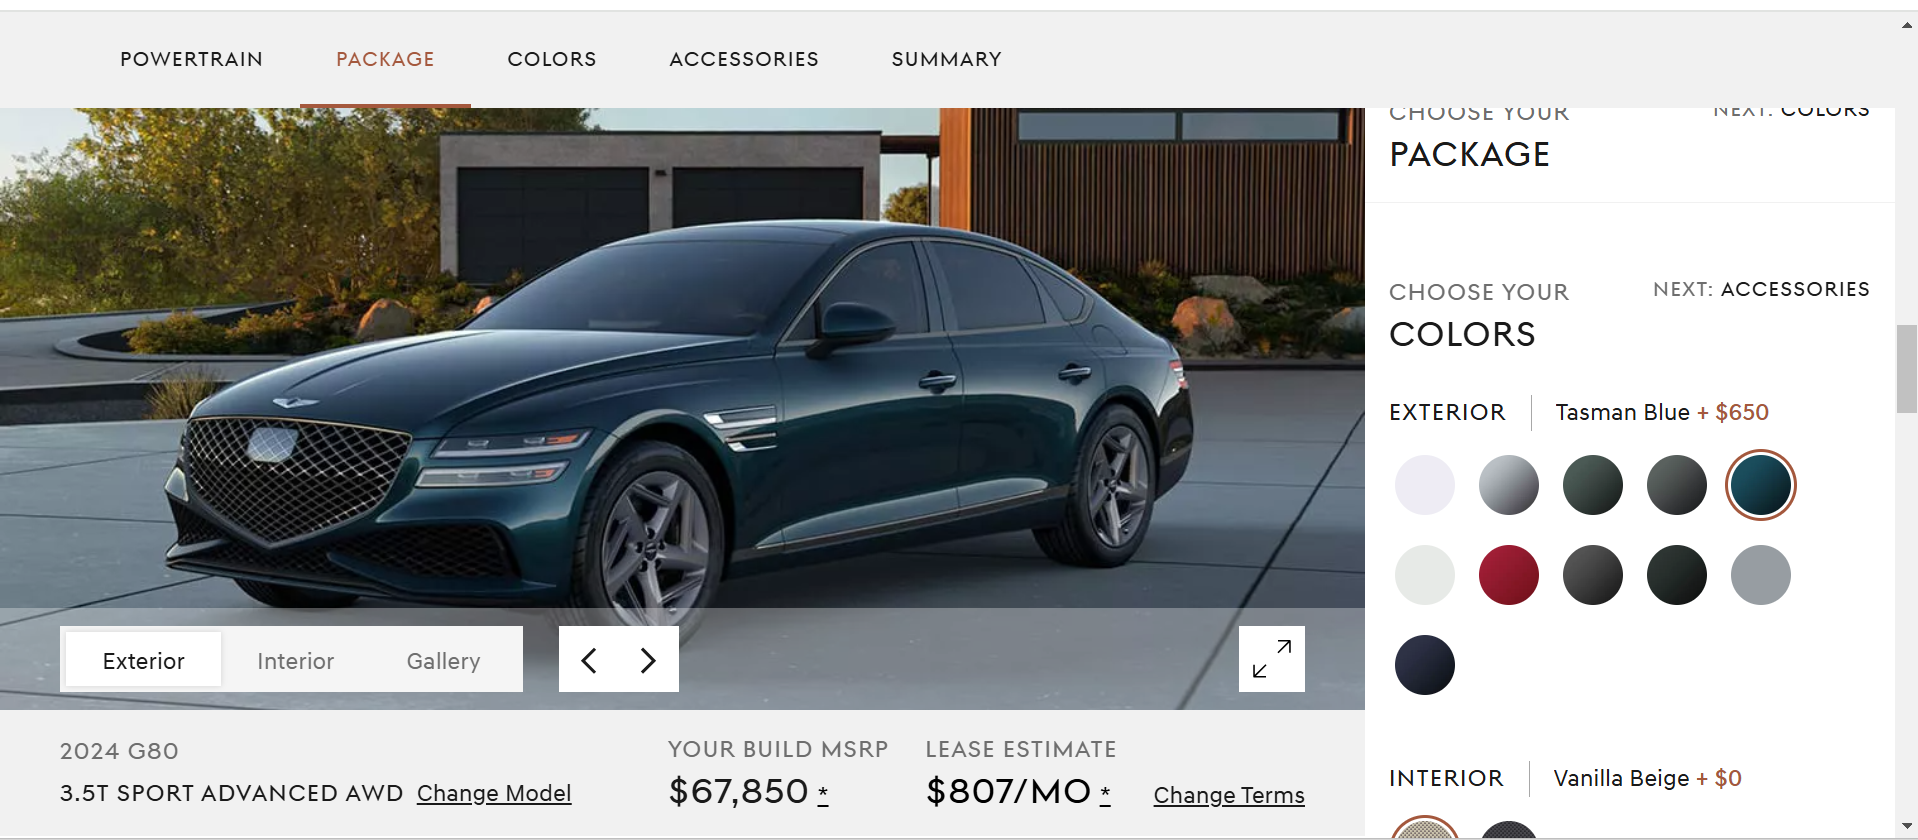 POWERTRAIN
PACKAGE
COLORS
ACCESSORIES
SUMMARY
CHOOSE YOUR
NEXT: COLORS
PACKAGE
CHOOSE YOUR
NEXT: ACCESSORIES
COLORS
EXTERIOR
Tasman Blue + $650
INTERIOR
Vanilla Beige + $0
Exterior
Interior
Gallery
2024 G80
3.5T SPORT ADVANCED AWD Change Model
YOUR BUILD MSRP
$67,850 *
LEASE ESTIMATE
$807/MO *
Change Terms